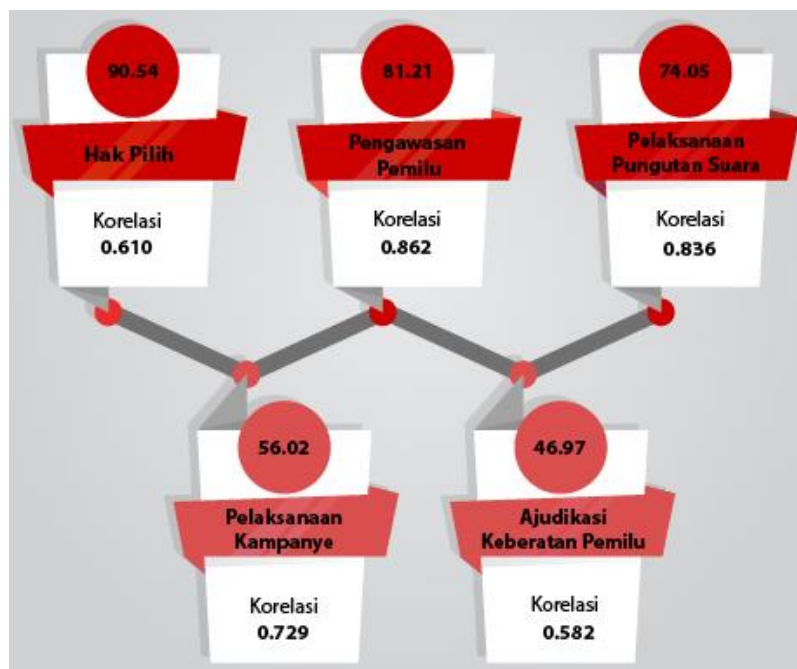 90.54
Hak Pilih
Korelasi
0.610
81.21
Pengawasan
Pemilu
Korelasi
0.862
74.05
Pelaksanaan
Pungutan Suara
Korelasi
0.836
56.02
Pelaksanaan
Kampanye
Korelasi
0.729
46.97
Ajudikasi
Keberatan Pemilu
Korelasi
0.582